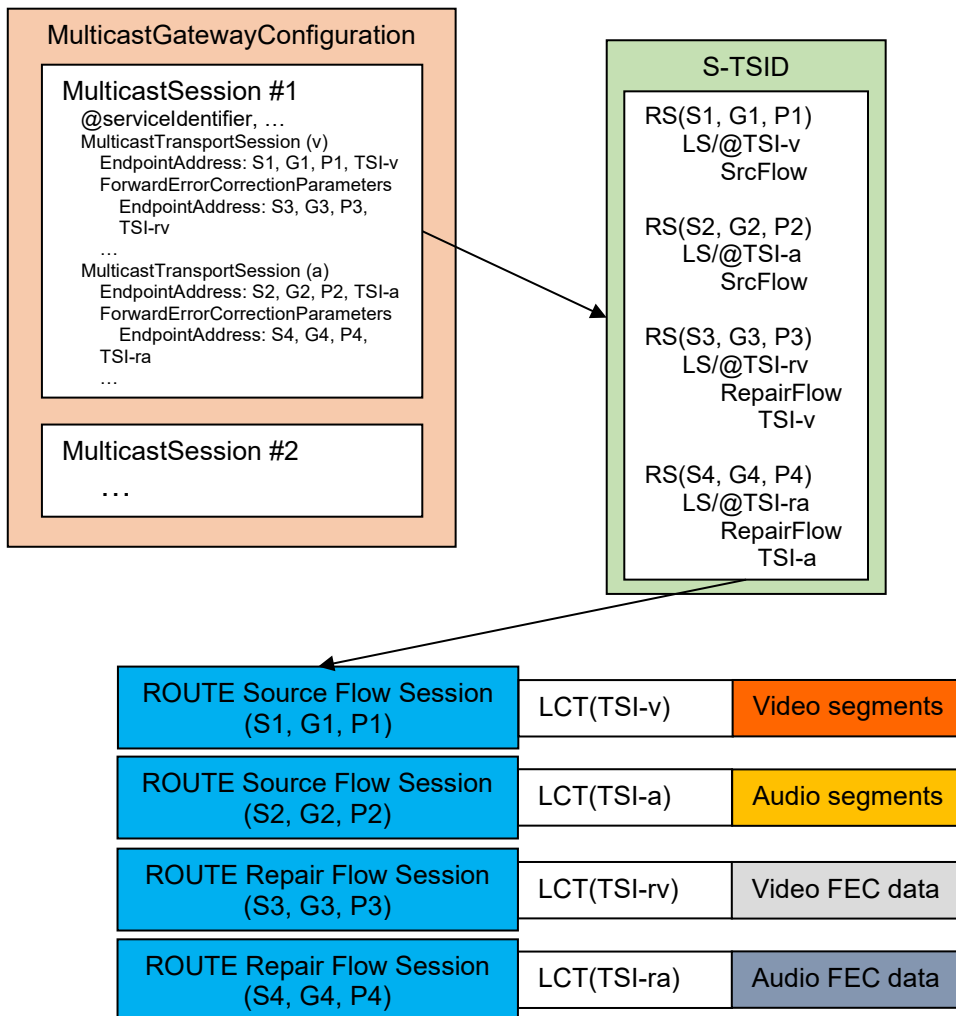 MulticastGatewayConfiguration
MulticastSession #1
@serviceIdentifier, …
MulticastTransportSession (v)
EndpointAddress: S1, G1, P1, TSI-v
ForwardErrorCorrectionParameters
EndpointAddress: S3, G3, P3,
TSI-rv
…
MulticastTransportSession (a)
EndpointAddress: S2, G2, P2, TSI-a
ForwardErrorCorrectionParameters
EndpointAddress: S4, G4, P4,
TSI-ra
…
MulticastSession #2
…
S-TSID
RS(S1, G1, P1)
LS/@TSI-v
SrcFlow
RS(S2, G2, P2)
LS/@TSI-a
SrcFlow
RS(S3, G3, P3)
LS/@TSI-rv
RepairFlow
TSI-v
RS(S4, G4, P4)
LS/@TSI-ra
RepairFlow
TSI-a
ROUTE Source Flow Session
(S1, G1, P1)
LCT(TSI-v)
Video segments
ROUTE Source Flow Session
(S2, G2, P2)
LCT(TSI-a)
Audio segments
ROUTE Repair Flow Session
(S3, G3, P3)
LCT(TSI-rv)
Video FEC data
ROUTE Repair Flow Session
(S4, G4, P4)
LCT(TSI-ra)
Audio FEC data